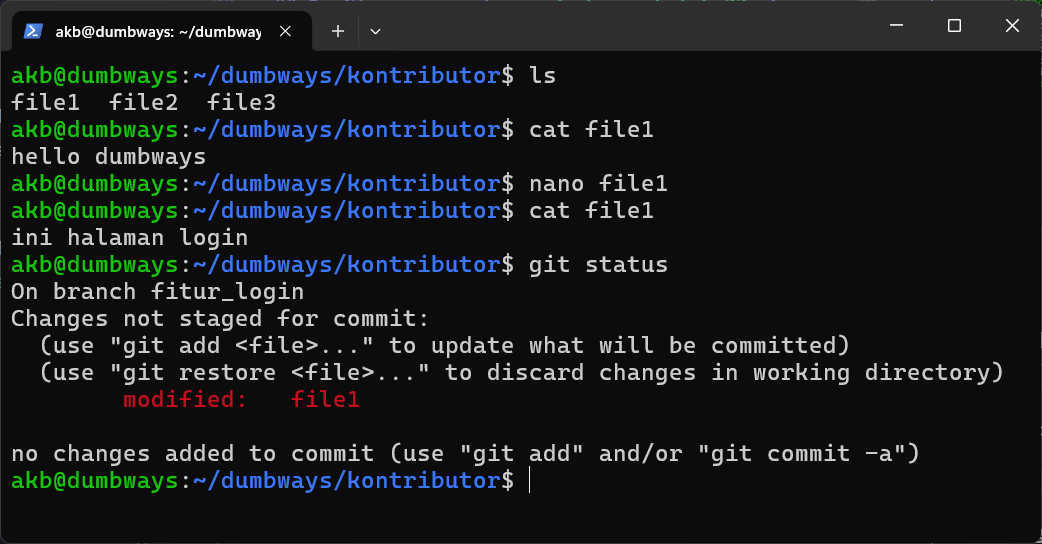 akb@dumbways: ~/dumbway
akb@dumbways:~/dumbways/kontributor$ ls
file1  file2  file3
akb@dumbways:~/dumbways/kontributor$ cat file1
hello dumbways
akb@dumbways:~/dumbways/kontributor$ nano file1
akb@dumbways:~/dumbways/kontributor$ cat file1
ini halaman login
akb@dumbways:~/dumbways/kontributor$ git status
On branch fitur_login
Changes not staged for commit:
  (use "git add <file>..." to update what will be committed)
  (use "git restore <file>..." to discard changes in working directory)
        modified:   file1
no changes added to commit (use "git add" and/or "git commit -a")
akb@dumbways:~/dumbways/kontributor$